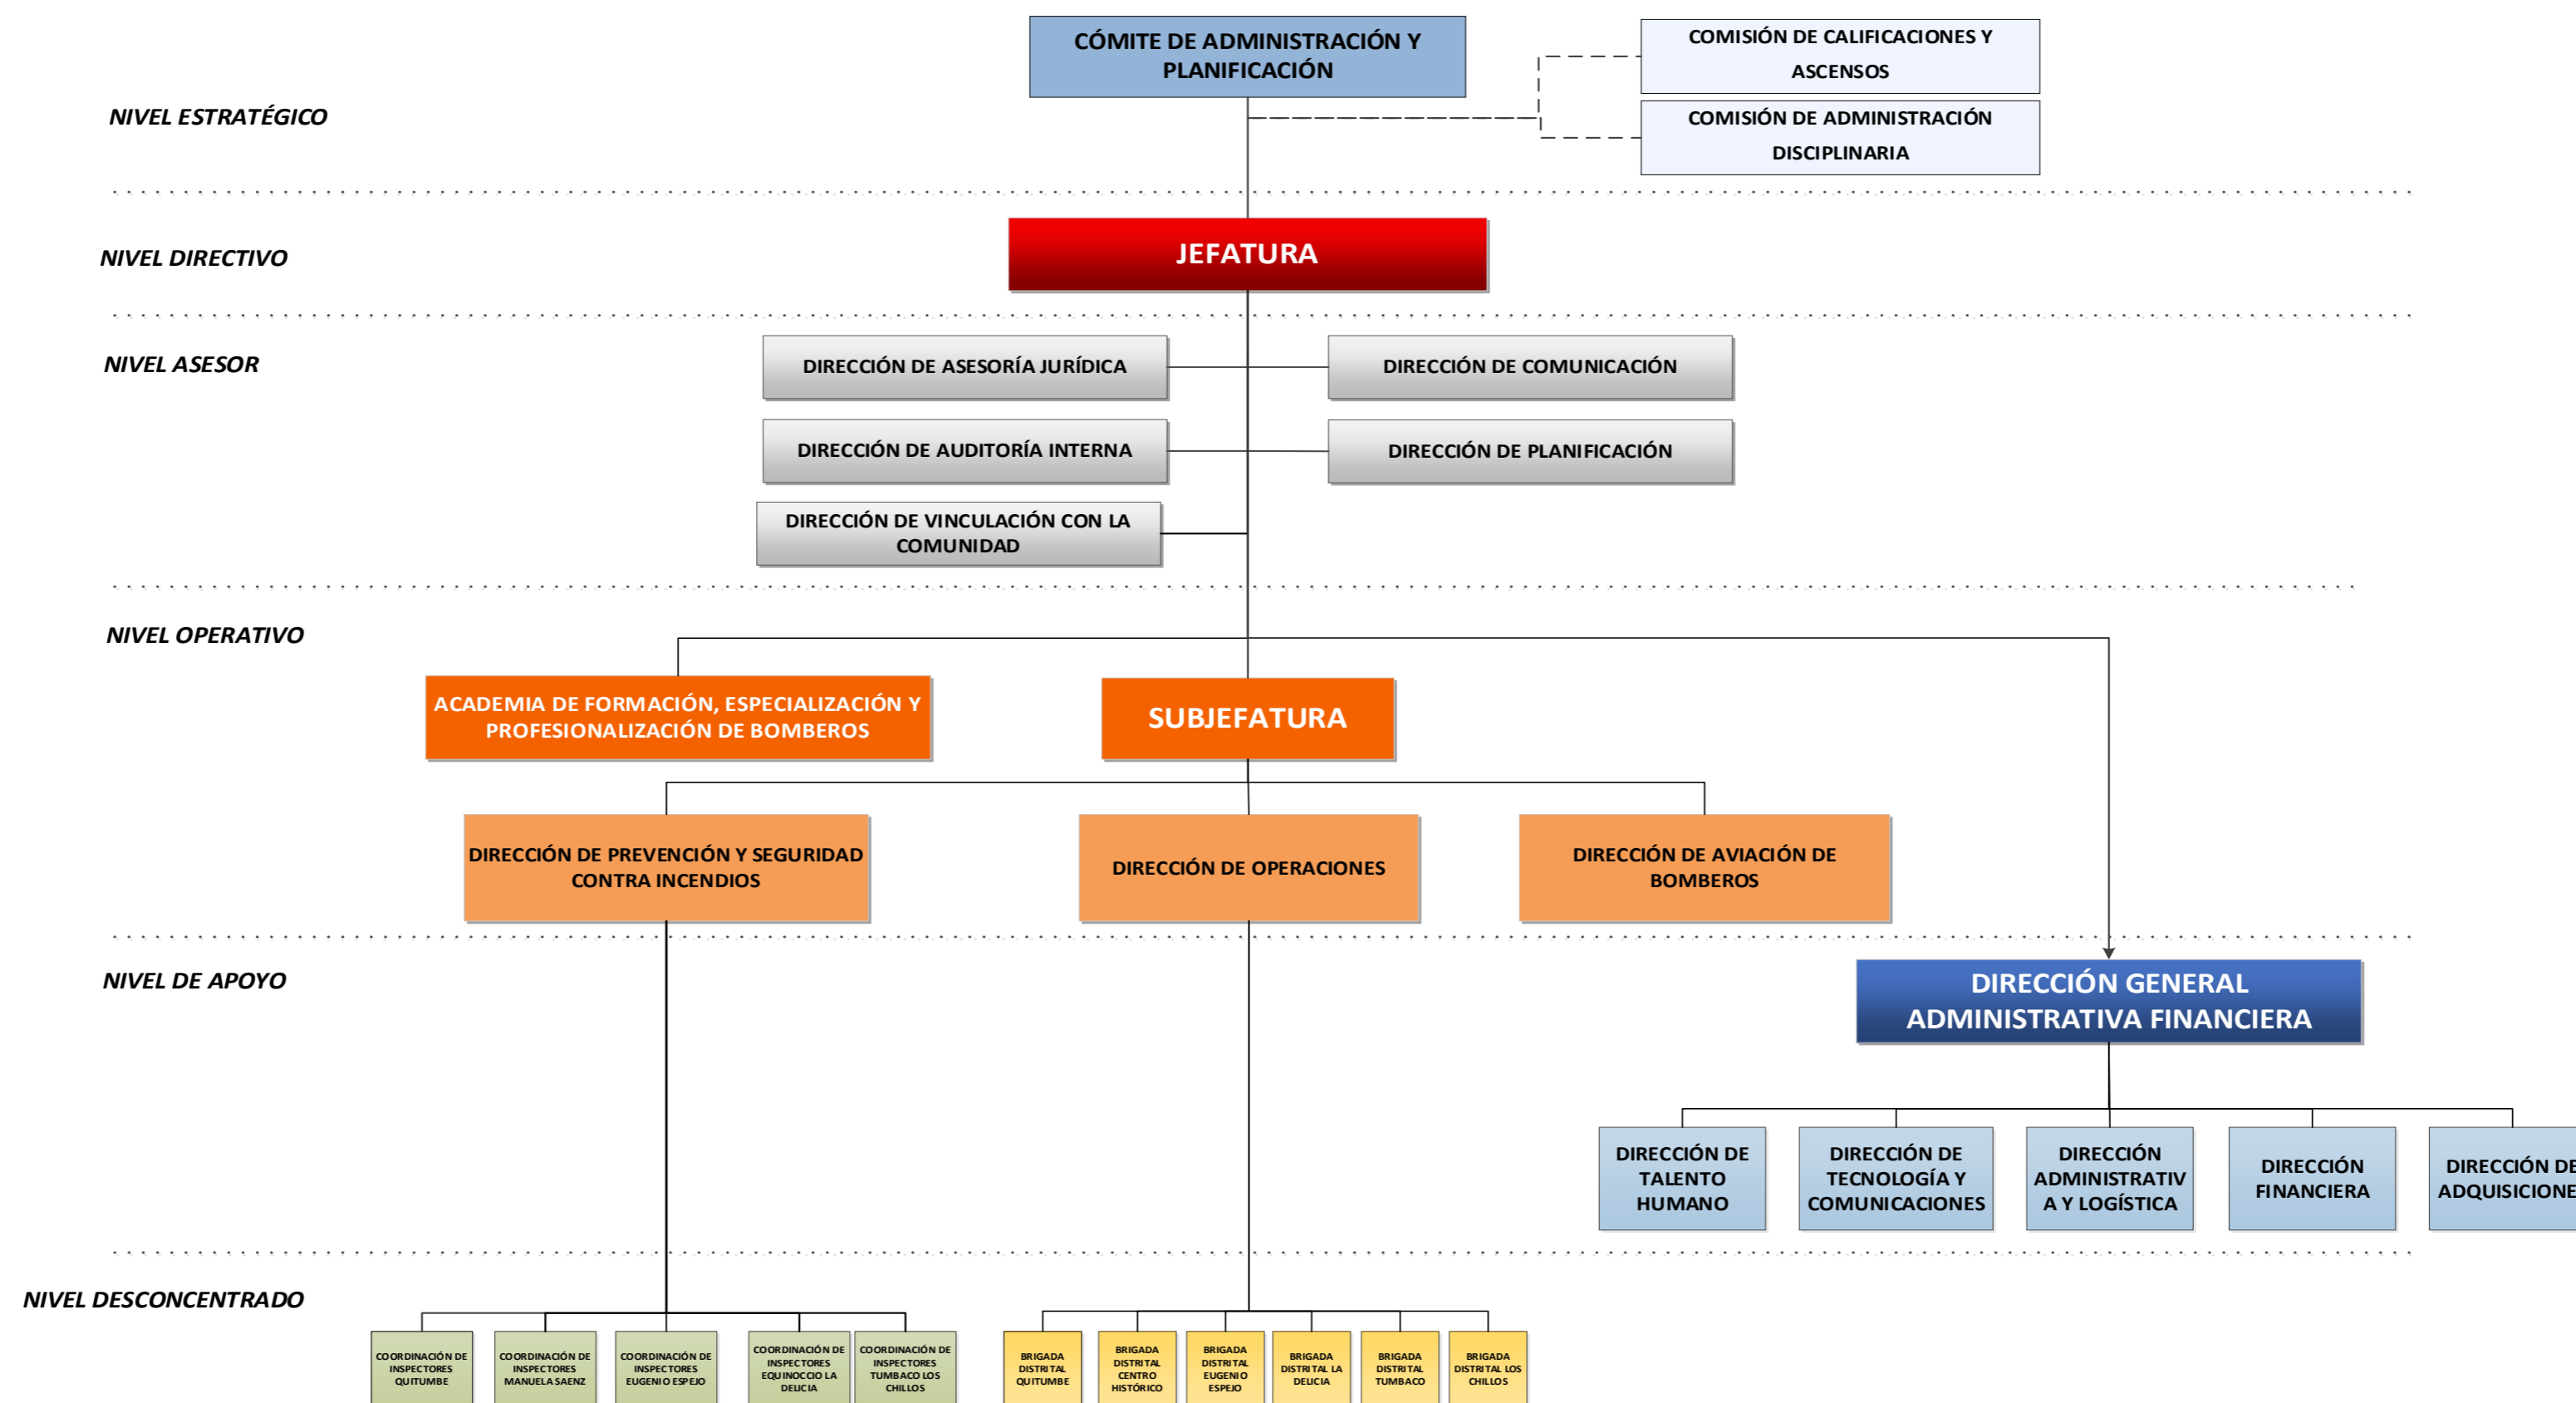 CÓMITE DE ADMINISTRACIÓN Y
PLANIFICACIÓN
COMISIÓN DE CALIFICACIONES Y
ASCENSOS
NIVEL ESTRATÉGICO
COMISIÓN DE ADMINISTRACIÓN
DISCIPLINARIA
NIVEL DIRECTIVO
JEFATURA
NIVEL ASESOR
DIRECCIÓN DE ASESORÍA JURÍDICA
DIRECCIÓN DE COMUNICACIÓN
DIRECCIÓN DE AUDITORÍA INTERNA
DIRECCIÓN DE PLANIFICACIÓN
DIRECCIÓN DE VINCULACIÓN CON LA
COMUNIDAD
NIVEL OPERATIVO
ACADEMIA DE FORMACIÓN, ESPECIALIZACIÓN Y
PROFESIONALIZACIÓN DE BOMBEROS
SUBJEFATURA
DIRECCIÓN DE PREVENCIÓN Y SEGURIDAD
CONTRA INCENDIOS
DIRECCIÓN DE OPERACIONES
DIRECCIÓN DE AVIACIÓN DE
BOMBEROS
NIVEL DE APOYO
DIRECCIÓN GENERAL
ADMINISTRATIVA FINANCIERA
DIRECCIÓN DE
TALENTO
HUMANO
DIRECCIÓN DE
TECNOLOGÍA Y
COMUNICACIONES
DIRECCIÓN
ADMINISTRATIV
A Y LOGÍSTICA
DIRECCIÓN
FINANCIERA
DIRECCIÓN DE
ADQUISICIONE
NIVEL DESCONCENTRADO
COORDINACIÓN DE
INSPECTORES
QUITUMBE
COORDINACIÓN DE
INSPECTORES
MANUELA SAENZ
COORDINACIÓN DE
INSPECTORES
EUGENIO ESPEJO
COORDINACIÓN DE
INSPECTORES
EQUINOCCIO LA
DELICIA
COORDINACIÓN DE
INSPECTORES
TUMBACO LOS
CHILLOS
BRIGADA
DISTRITAL
QUITUMBE
BRIGADA
DISTRITAL
CENTRO
HISTÓRICO
BRIGADA
DISTRITAL
EUGENIO
ESPEJO
BRIGADA
DISTRITAL LA
DELICIA
BRIGADA
DISTRITAL
TUMBACO
BRIGADA
DISTRITAL LOS
CHILLOS